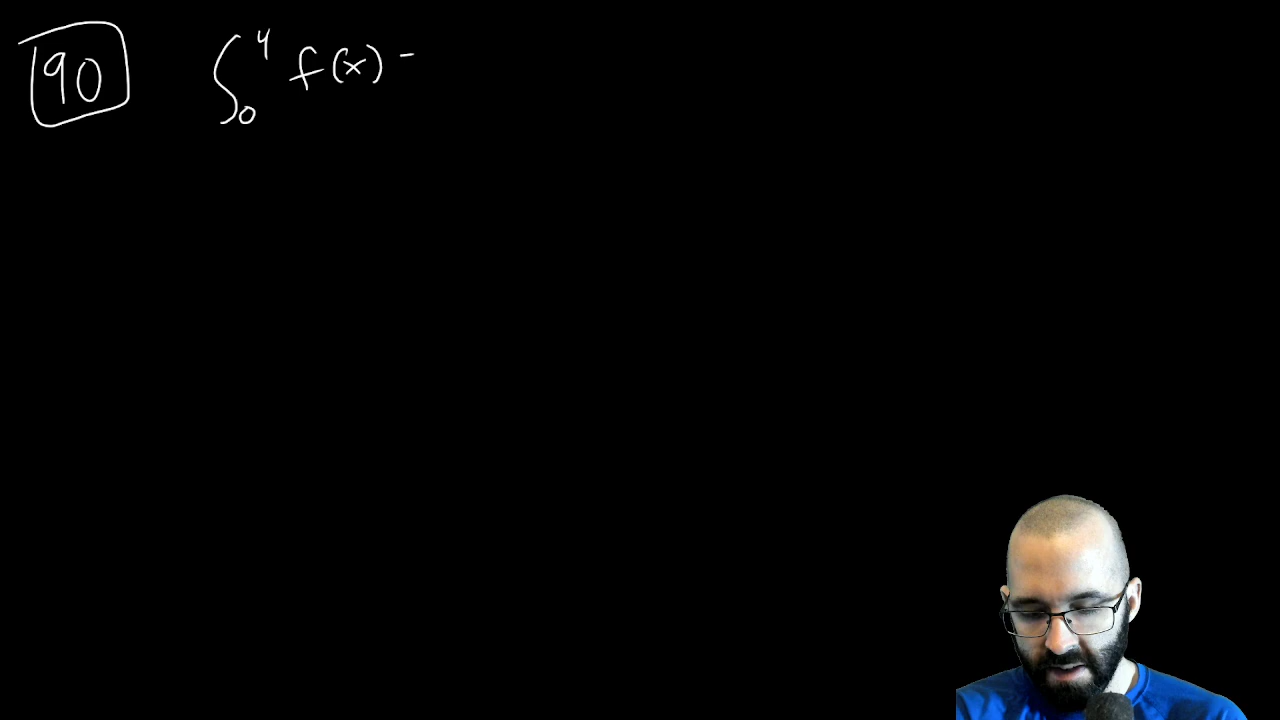 90 ∫₀⁴ f(x) -